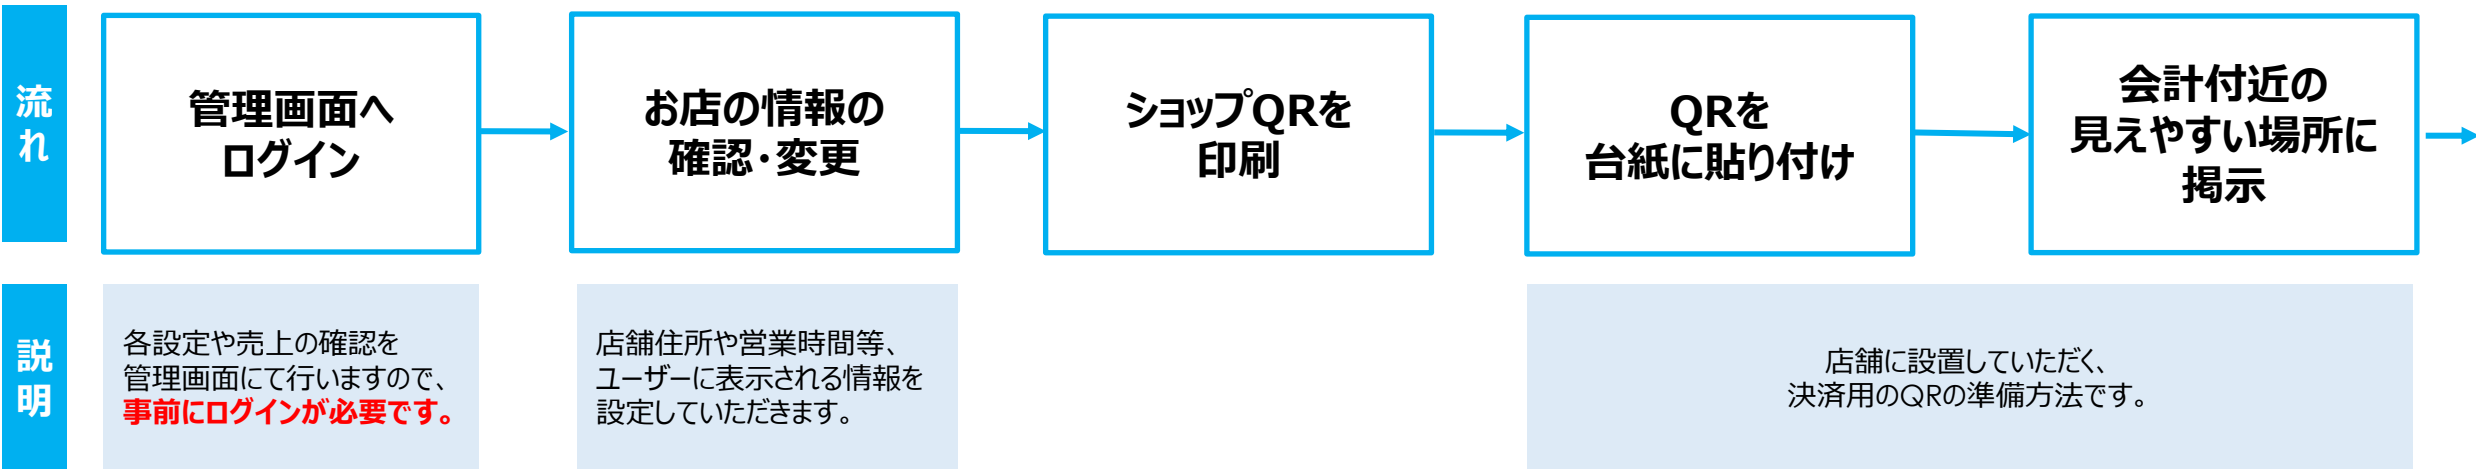 流れ
管理画面へ
ログイン
お店の情報の
確認・変更
ショップQRを
印刷
QRを
台紙に貼り付け
会計付近の
見えやすい場所に
掲示
説明
各設定や売上の確認を
管理画面にて行いますので、
事前にログインが必要です。
店舗住所や営業時間等、
ユーザーに表示される情報を
設定していただきます。
店舗に設置していただく、
決済用のQRの準備方法です。